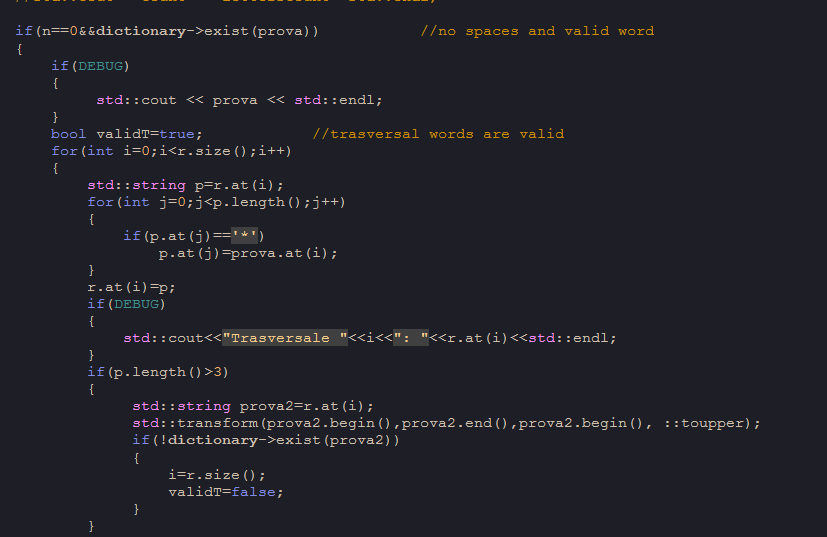 if(n==0&&dictionary->exist(prova))            //no spaces and valid word
{
    if(DEBUG)
    {
         std::cout << prova << std::endl;
    }
    bool validT=true;            //trasversal words are valid
    for(int i=0;i<r.size();i++)
    {
        std::string p=r.at(i);
        for(int j=0;j<p.length();j++)
        {
            if(p.at(j)=='*')
                p.at(j)=prova.at(i);
        }
        r.at(i)=p;
        if(DEBUG)
        {
            std::cout<<"Trasversale "<<i<<": "<<r.at(i)<<std::endl;
        }
        if(p.length()>3)
        {
             std::string prova2=r.at(i);
             std::transform(prova2.begin(),prova2.end(),prova2.begin(), ::toupper);
             if(!dictionary->exist(prova2))
             {
                 i=r.size();
                 validT=false;
             }
        }